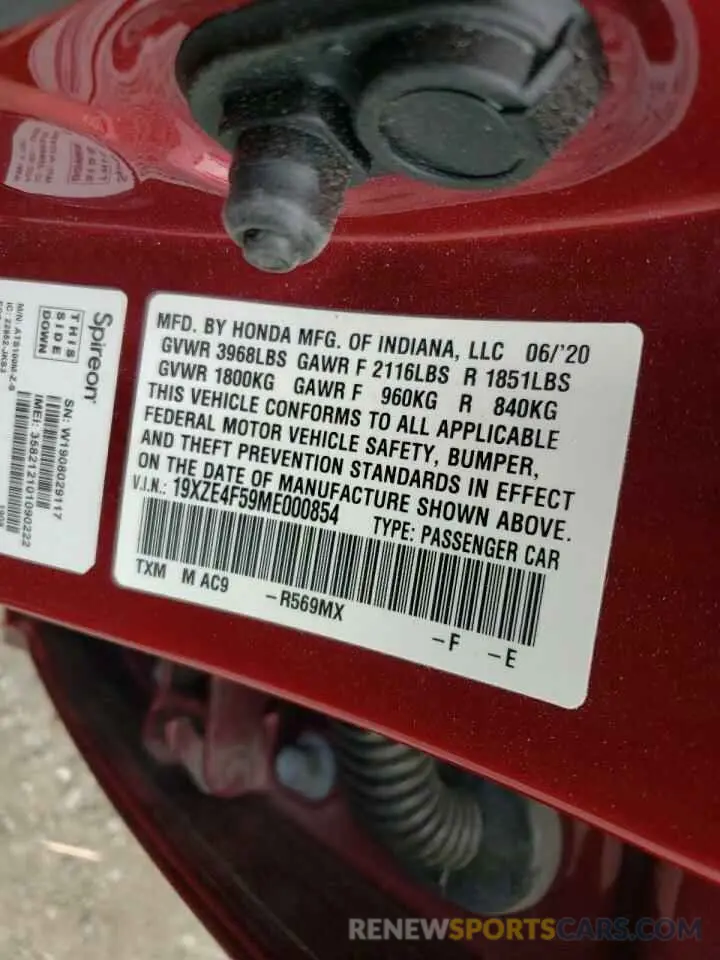 Spireon
THIS
SIDE
DOWN
SN: W1908029117
IMEI: 358212101090222
MFD. BY HONDA MFG. OF INDIANA, LLC 06/'20
GVWR 3968LBS GAWR F 2116LBS R 1851LBS
GVWR 1800KG GAWR F 960KG R 840KG
THIS VEHICLE CONFORMS TO ALL APPLICABLE
FEDERAL MOTOR VEHICLE SAFETY, BUMPER,
AND THEFT PREVENTION STANDARDS IN EFFECT
ON THE DATE OF MANUFACTURE SHOWN ABOVE.
V.I.N.: 19XZE4F59ME000854 TYPE: PASSENGER CAR
TXM M AC9 -R569MX -F -E
RENEWSPORTSCARS.COM